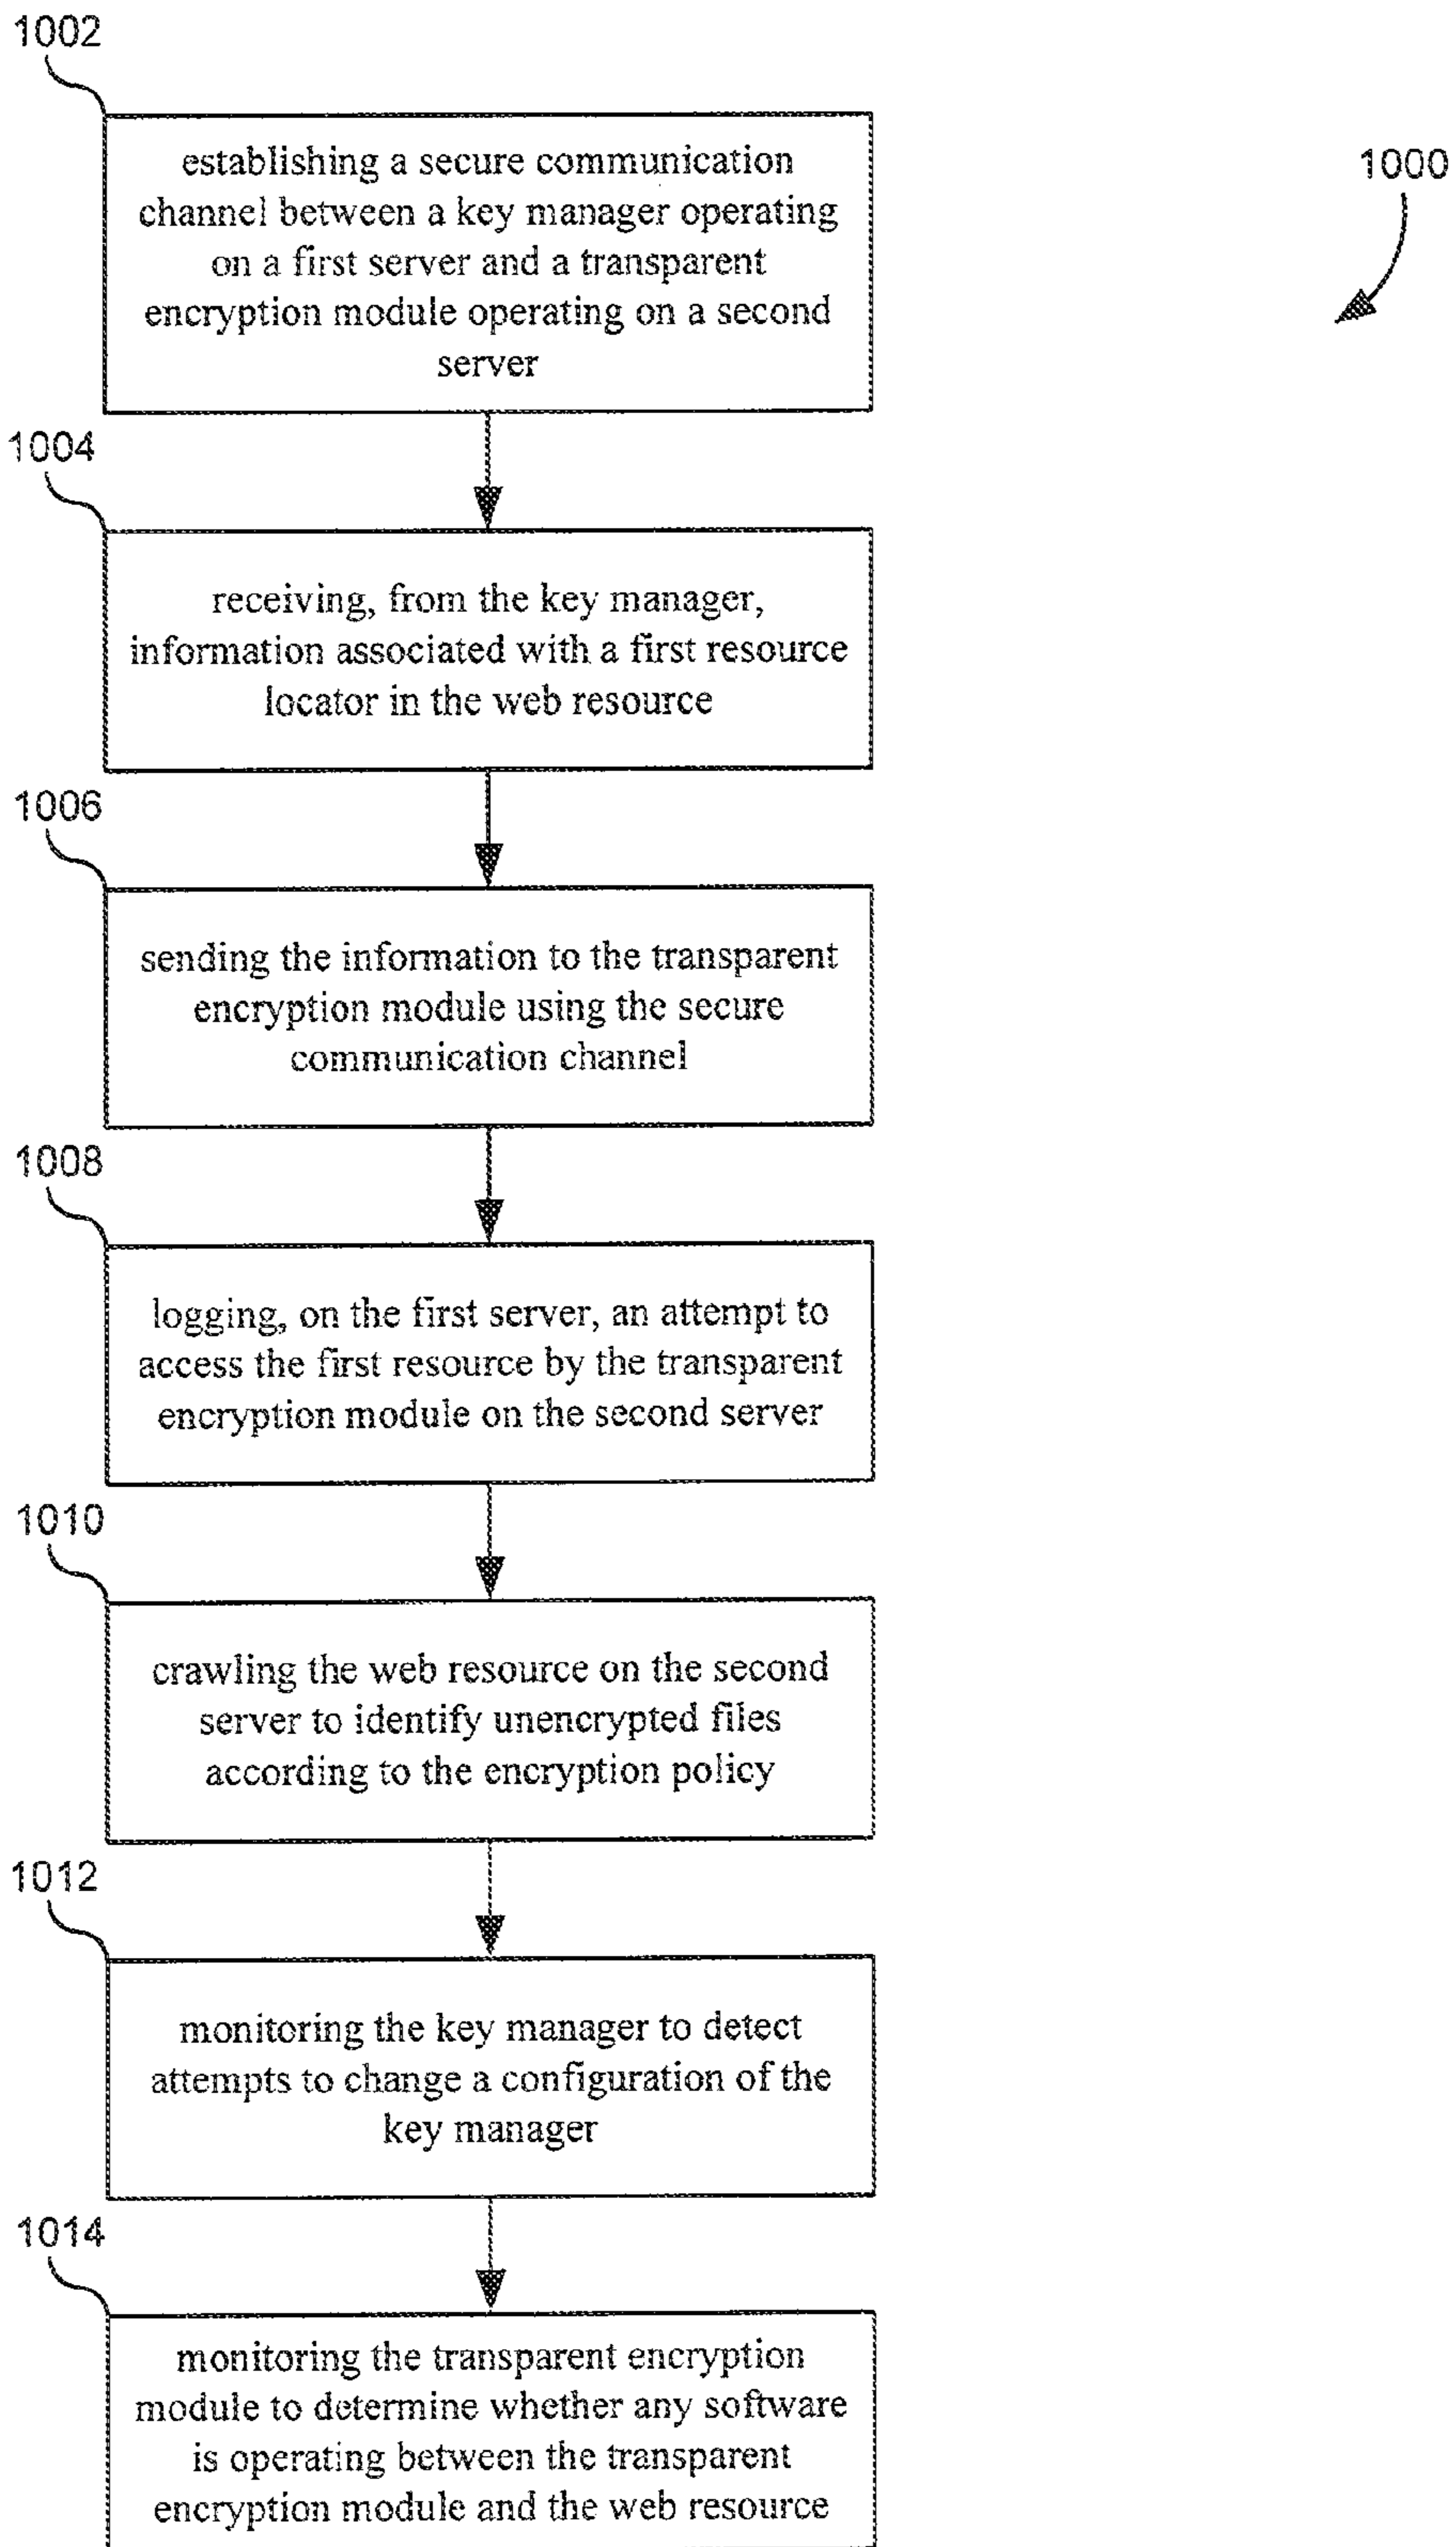 1002
1000
establishing a secure communication
channel between a key manager operating
on a first server and a transparent
encryption module operating on a second
server
1004
receiving, from the key manager,
information associated with a first resource
locator in the web resource
1006
sending the information to the transparent
encryption module using the secure
communication channel
1008
logging, on the first server, an attempt to
access the first resource by the transparent
encryption module on the second server
1010
crawling the web resource on the second
server to identify unencrypted files
according to the encryption policy
1012
monitoring the key manager to detect
attempts to change a configuration of the
key manager
1014
monitoring the transparent encryption
module to determine whether any software
is operating between the transparent
encryption module and the web resource